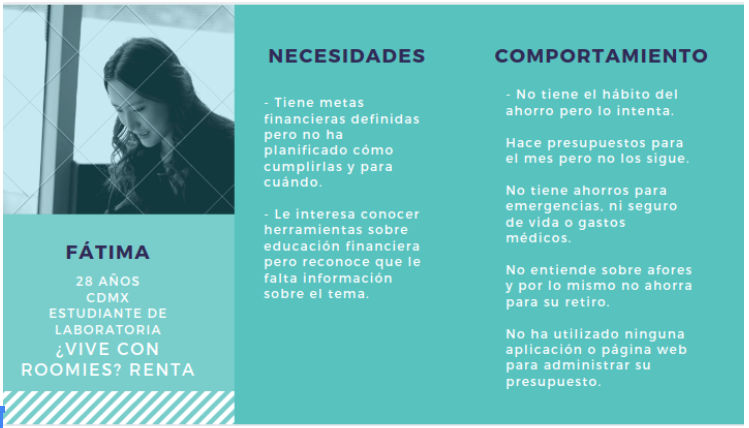 FÁTIMA
28 AÑOS
CDMX
ESTUDIANTE DE
LABORATORIA
¿VIVE CON
ROOMIES? RENTA
NECESIDADES
- Tiene metas
financieras definidas
pero no ha
planificado cómo
cumplirlas y para
cuándo.
- Le interesa conocer
herramientas sobre
educación financiera
pero reconoce que le
falta información
sobre el tema.
COMPORTAMIENTO
- No tiene el hábito del
ahorro pero lo intenta.
Hace presupuestos para
el mes pero no los sigue.
No tiene ahorros para
emergencias, ni seguro
de vida o gastos
médicos.
No entiende sobre afores
y por lo mismo no ahorra
para su retiro.
No ha utilizado ninguna
aplicación o página web
para administrar su
presupuesto.